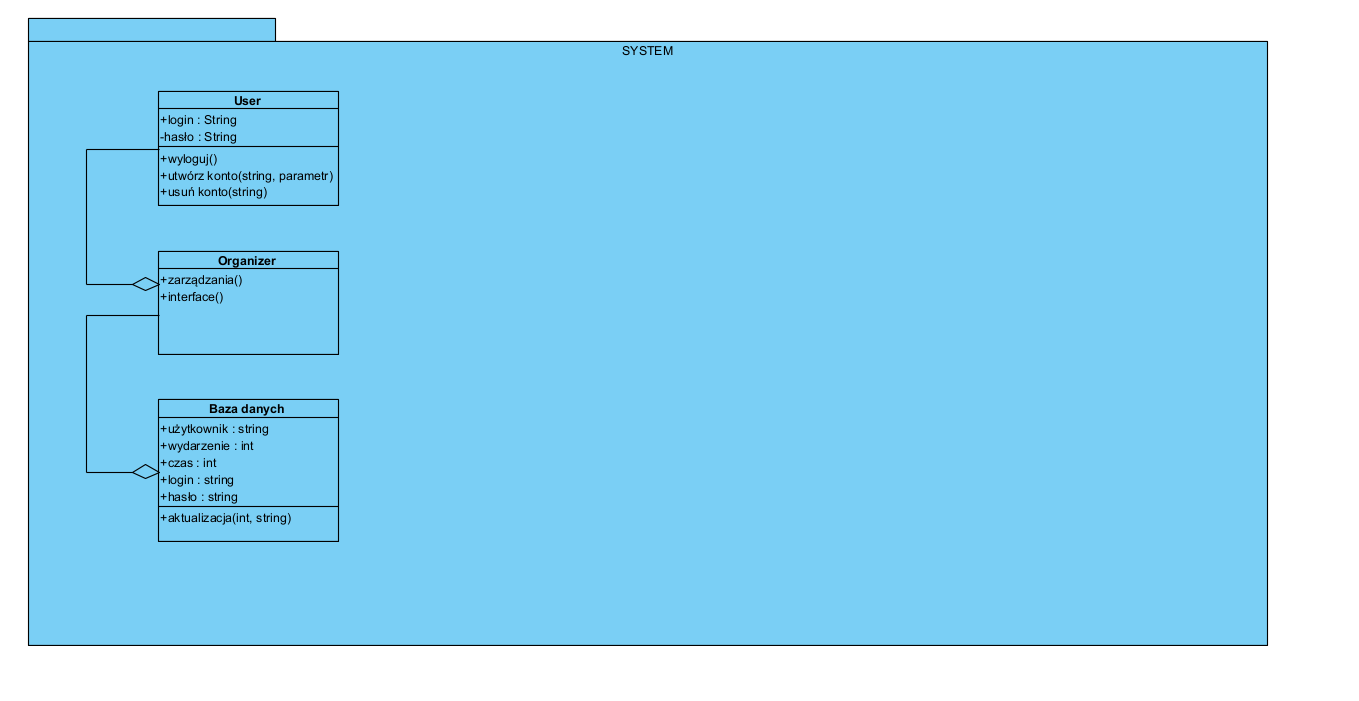 SYSTEM
User
+login : String
-hasło : String
+wyloguj()
+utwórz konto(string, parametr)
+usuń konto(string)
Organizer
+zarządzania()
+interface()
Baza danych
+użytkownik : string
+wydarzenie : int
+czas : int
+login : string
+hasło : string
+aktualizacja(int, string)